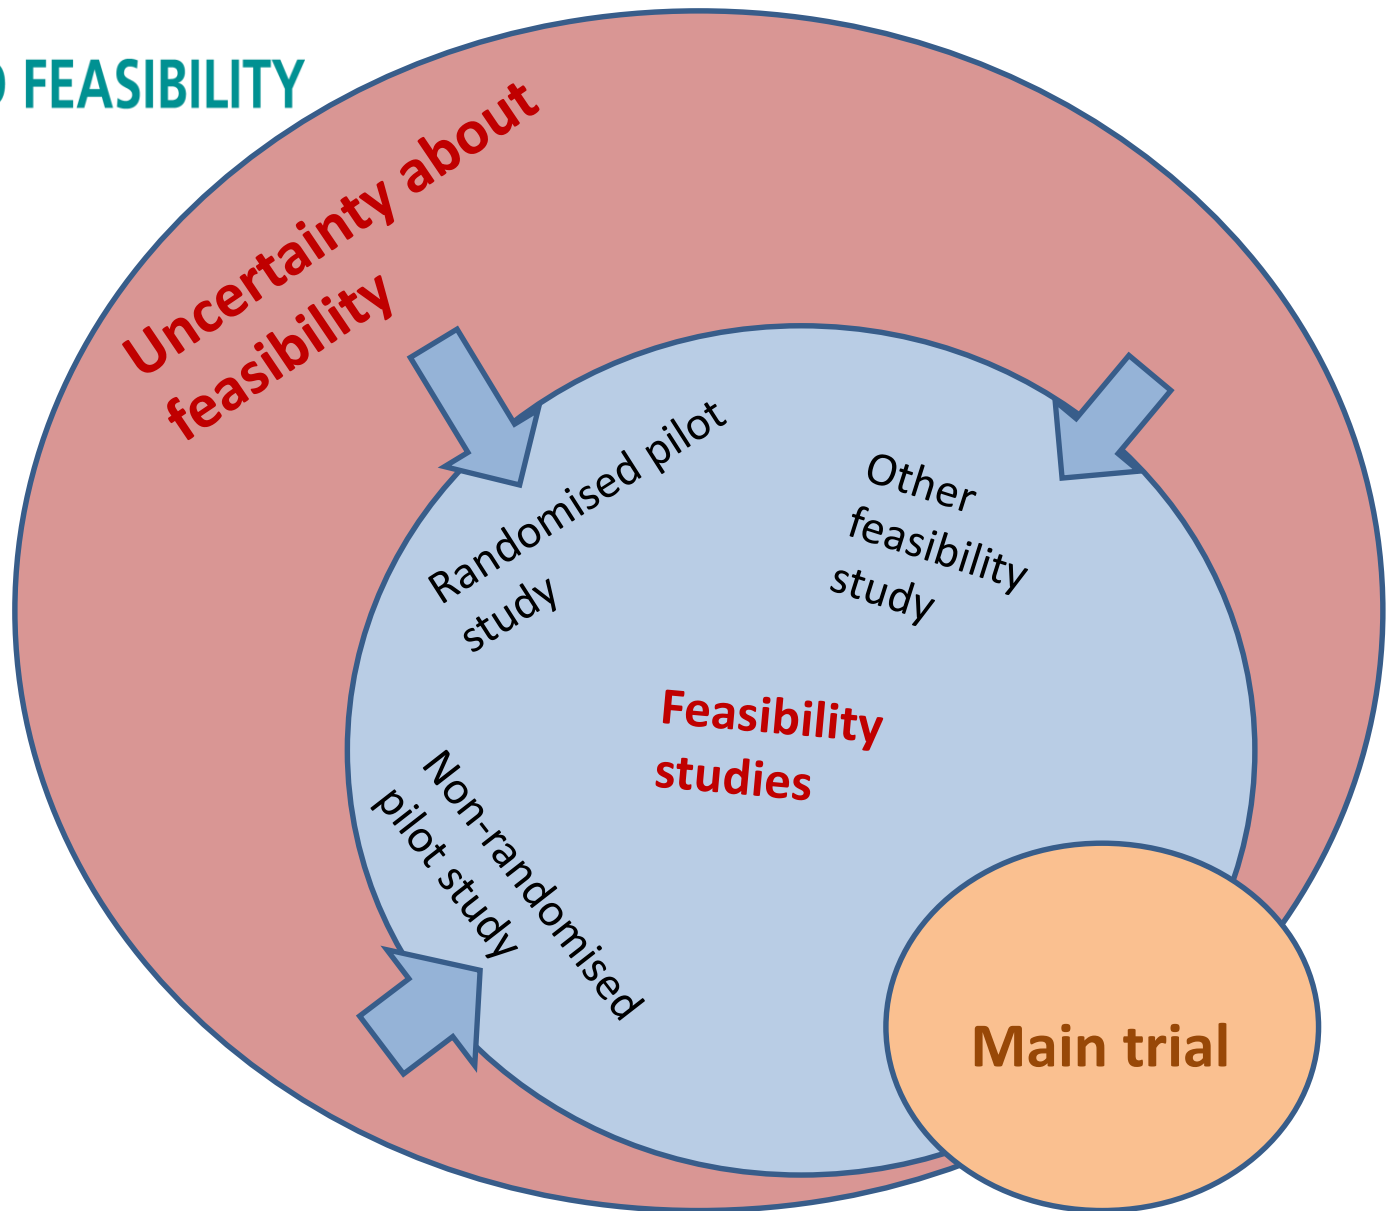 FEASIBILITY
Uncertainty about
feasibility
Randomised pilot
study
Other
feasibility
study
Feasibility
studies
Non-randomised
pilot study
Main trial